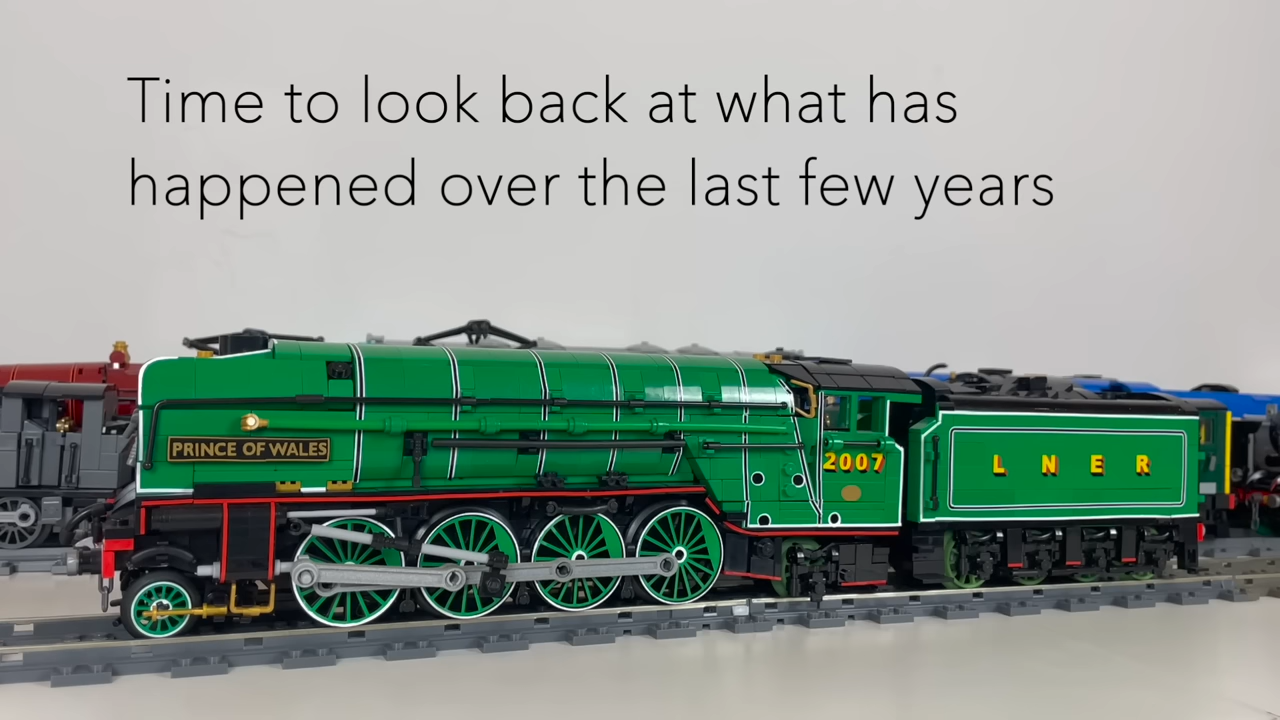 Time to look back at what has
happened over the last few years
PRINCE OF WALES
2007
L N E R